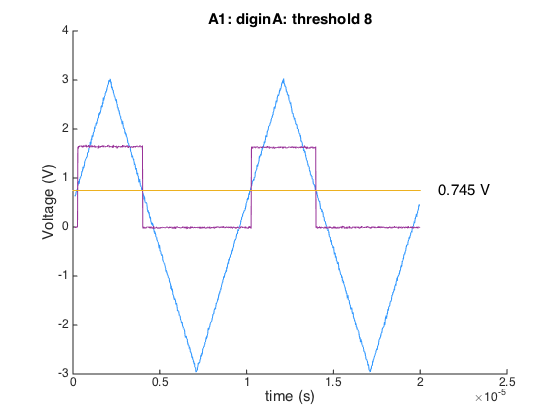 A1: diginA: threshold 8
4
3
2
1
0
-1
-2
-3
Voltage (V)
0.745 V
0 0.5 1 1.5 2 2.5
time (s)
×10⁻⁵